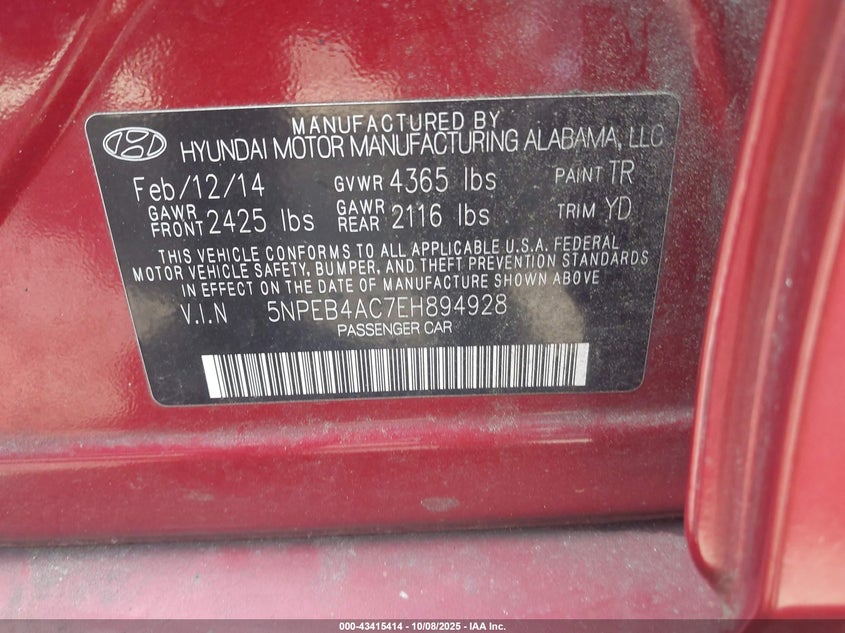 MANUFACTURED BY
HYUNDAI MOTOR MANUFACTURING ALABAMA, LLC
Feb/12/14 GVWR 4365 lbs PAINT TR
GAWR FRONT 2425 lbs GAWR REAR 2116 lbs TRIM YD
THIS VEHICLE CONFORMS TO ALL APPLICABLE U.S.A. FEDERAL
MOTOR VEHICLE SAFETY, BUMPER, AND THEFT PREVENTION STANDARDS
IN EFFECT ON THE DATE OF MANUFACTURE SHOWN ABOVE
V.I.N 5NPEB4AC7EH894928
PASSENGER CAR
000-43415414 - 10/08/2025 - IAA Inc.